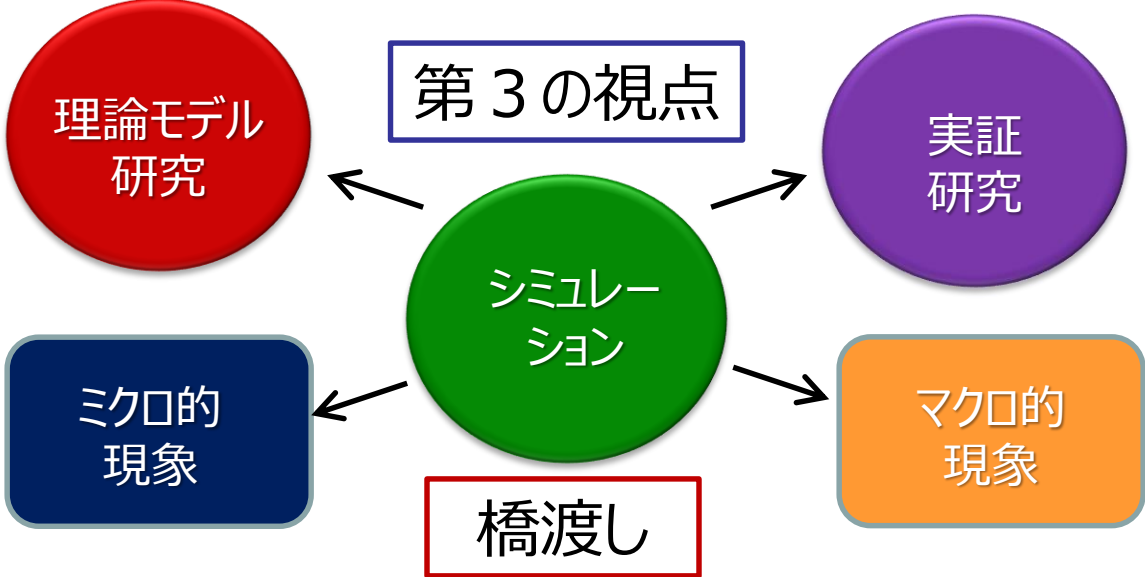 理論モデル
研究
第３の視点
実証
研究
シミュレー
ション
ミクロ的
現象
マクロ的
現象
橋渡し